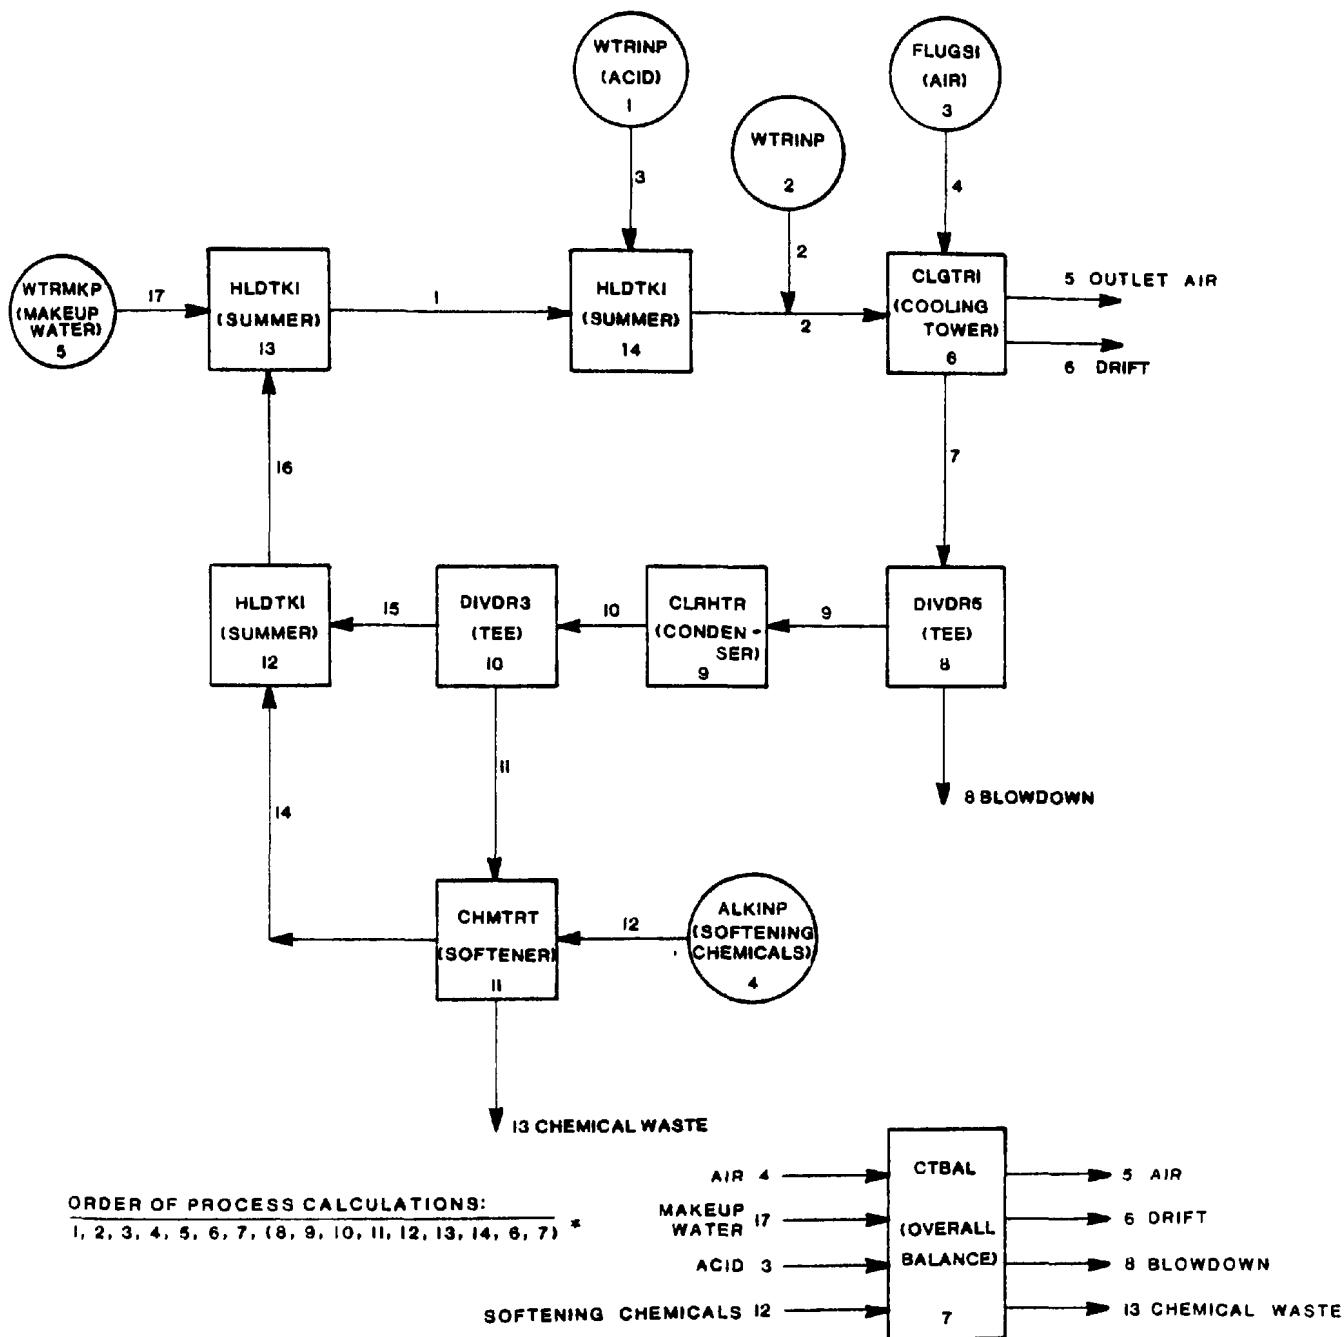 WTRINP
(ACID)
1
FLUGSI
(AIR)
3
WTRINP
2
3
2
4
WTRMKP
(MAKEUP
WATER)
5
17
HLDTKI
(SUMMER)
13
1
HLDTKI
(SUMMER)
14
2
CLGTRI
(COOLING
TOWER)
6
5 OUTLET AIR
6 DRIFT
16
7
HLDTKI
(SUMMER)
12
15
DIVDR3
(TEE)
10
10
CLRHTR
(CONDEN-
SER)
9
9
DIVDR5
(TEE)
8
11
14
8 BLOWDOWN
CHMTRT
(SOFTENER)
11
12
ALKINP
(SOFTENING
CHEMICALS)
4
13 CHEMICAL WASTE
ORDER OF PROCESS CALCULATIONS:
1, 2, 3, 4, 5, 6, 7, (8, 9, 10, 11, 12, 13, 14, 6, 7) *
AIR 4
MAKEUP
WATER 17
ACID 3
SOFTENING CHEMICALS 12
CTBAL
(OVERALL
BALANCE)
7
5 AIR
6 DRIFT
8 BLOWDOWN
13 CHEMICAL WASTE